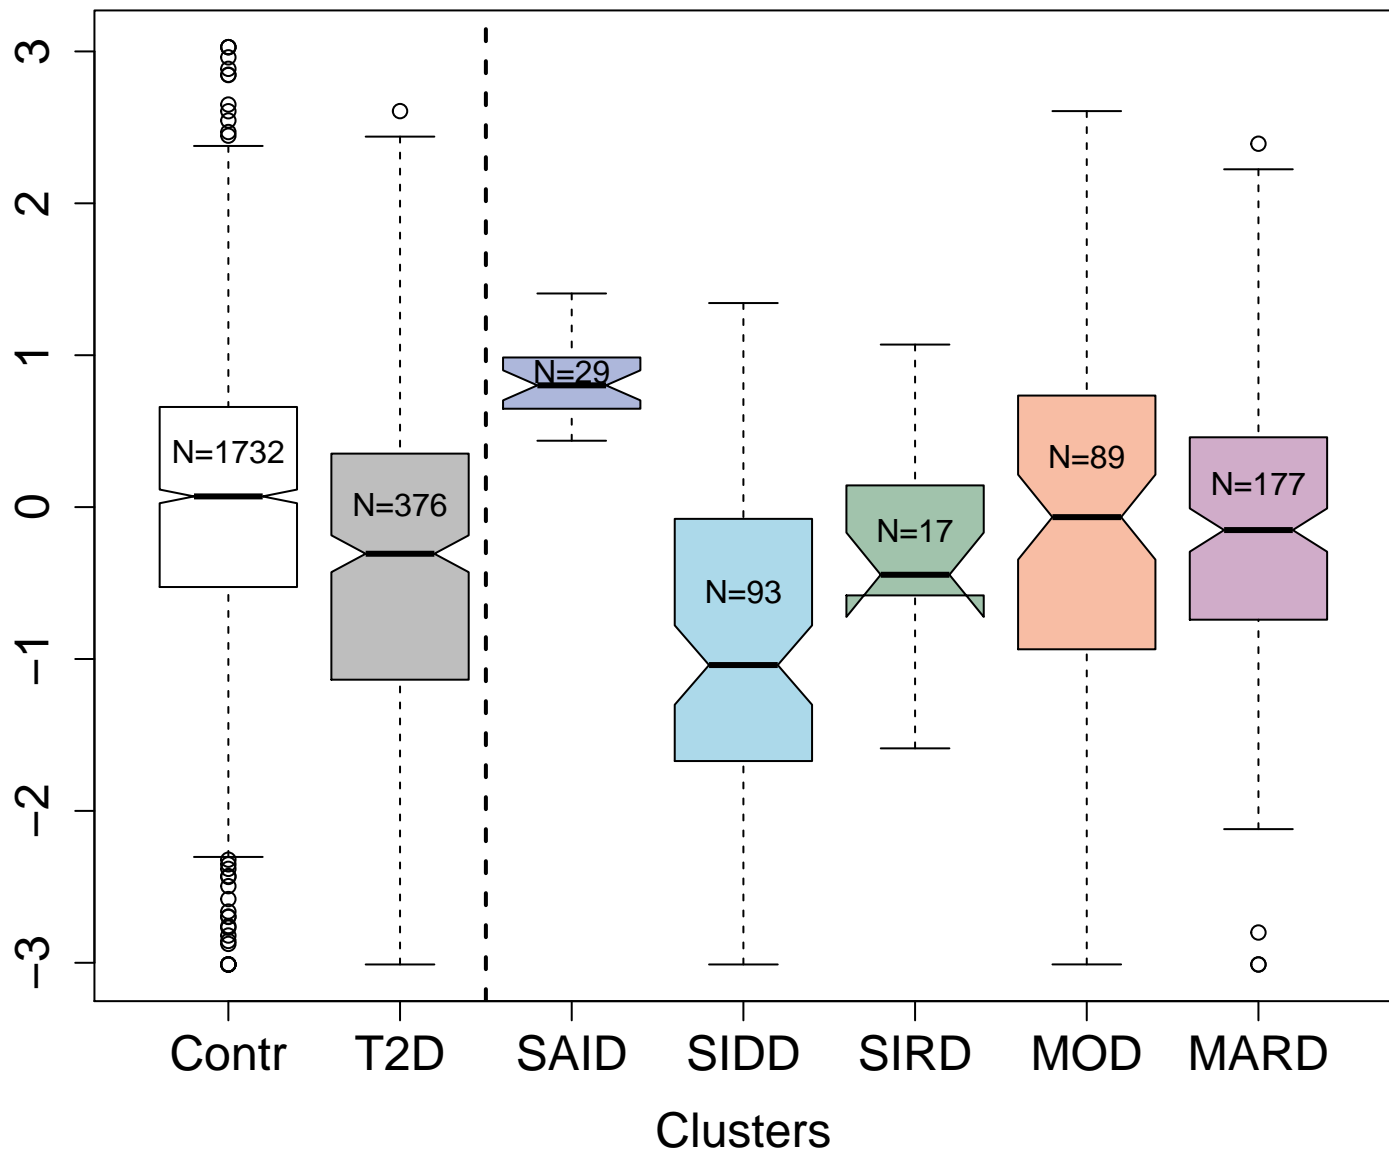 3
2
1
0
−1
−2
−3
N=1732
N=376
N=29
N=93
N=17
N=89
N=177
Contr T2D SAID SIDD SIRD MOD MARD
Clusters